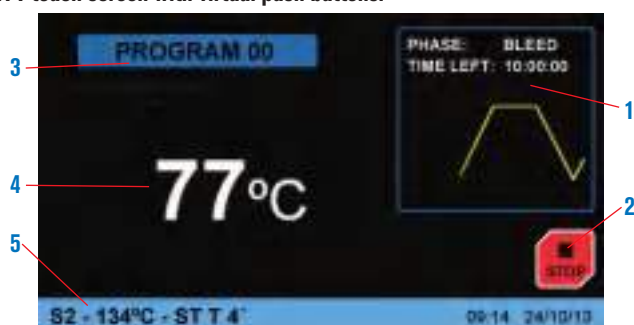 TFT touch screen with virtual push buttons.
PROGRAM 00
PHASE: BLEED
TIME LEFT: 10:00:00
3
1
77°C
4
2
STOP
5
S2 - 134°C - ST T 4'
09:14 24/10/13